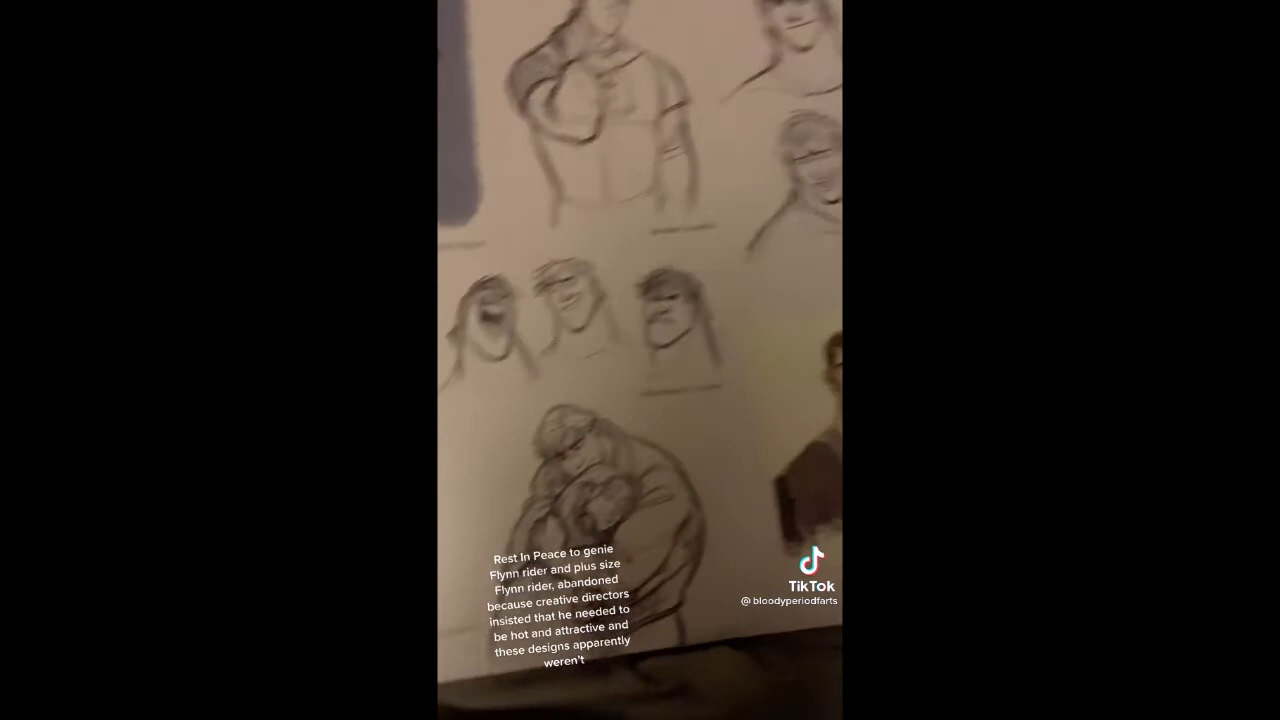 Rest In Peace to genie
Flynn rider and plus size
Flynn rider, abandoned
because creative directors
insisted that he needed to
be hot and attractive and
these designs apparently
weren't
TikTok
@ bloodyperiodfarts